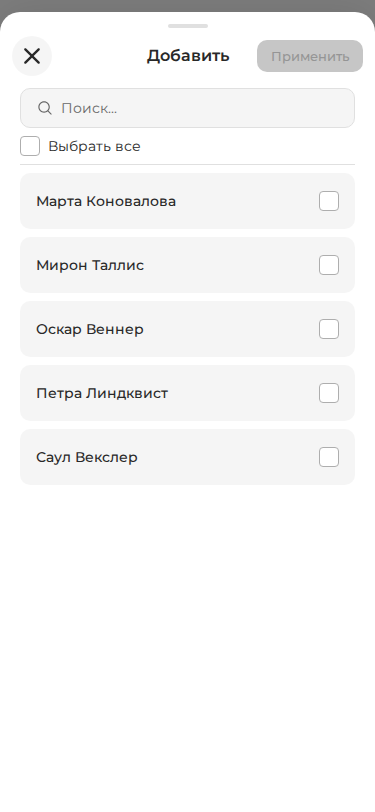 Добавить
Применить
Поиск...
Выбрать все
Марта Коновалова
Мирон Таллис
Оскар Веннер
Петра Линдквист
Саул Векслер